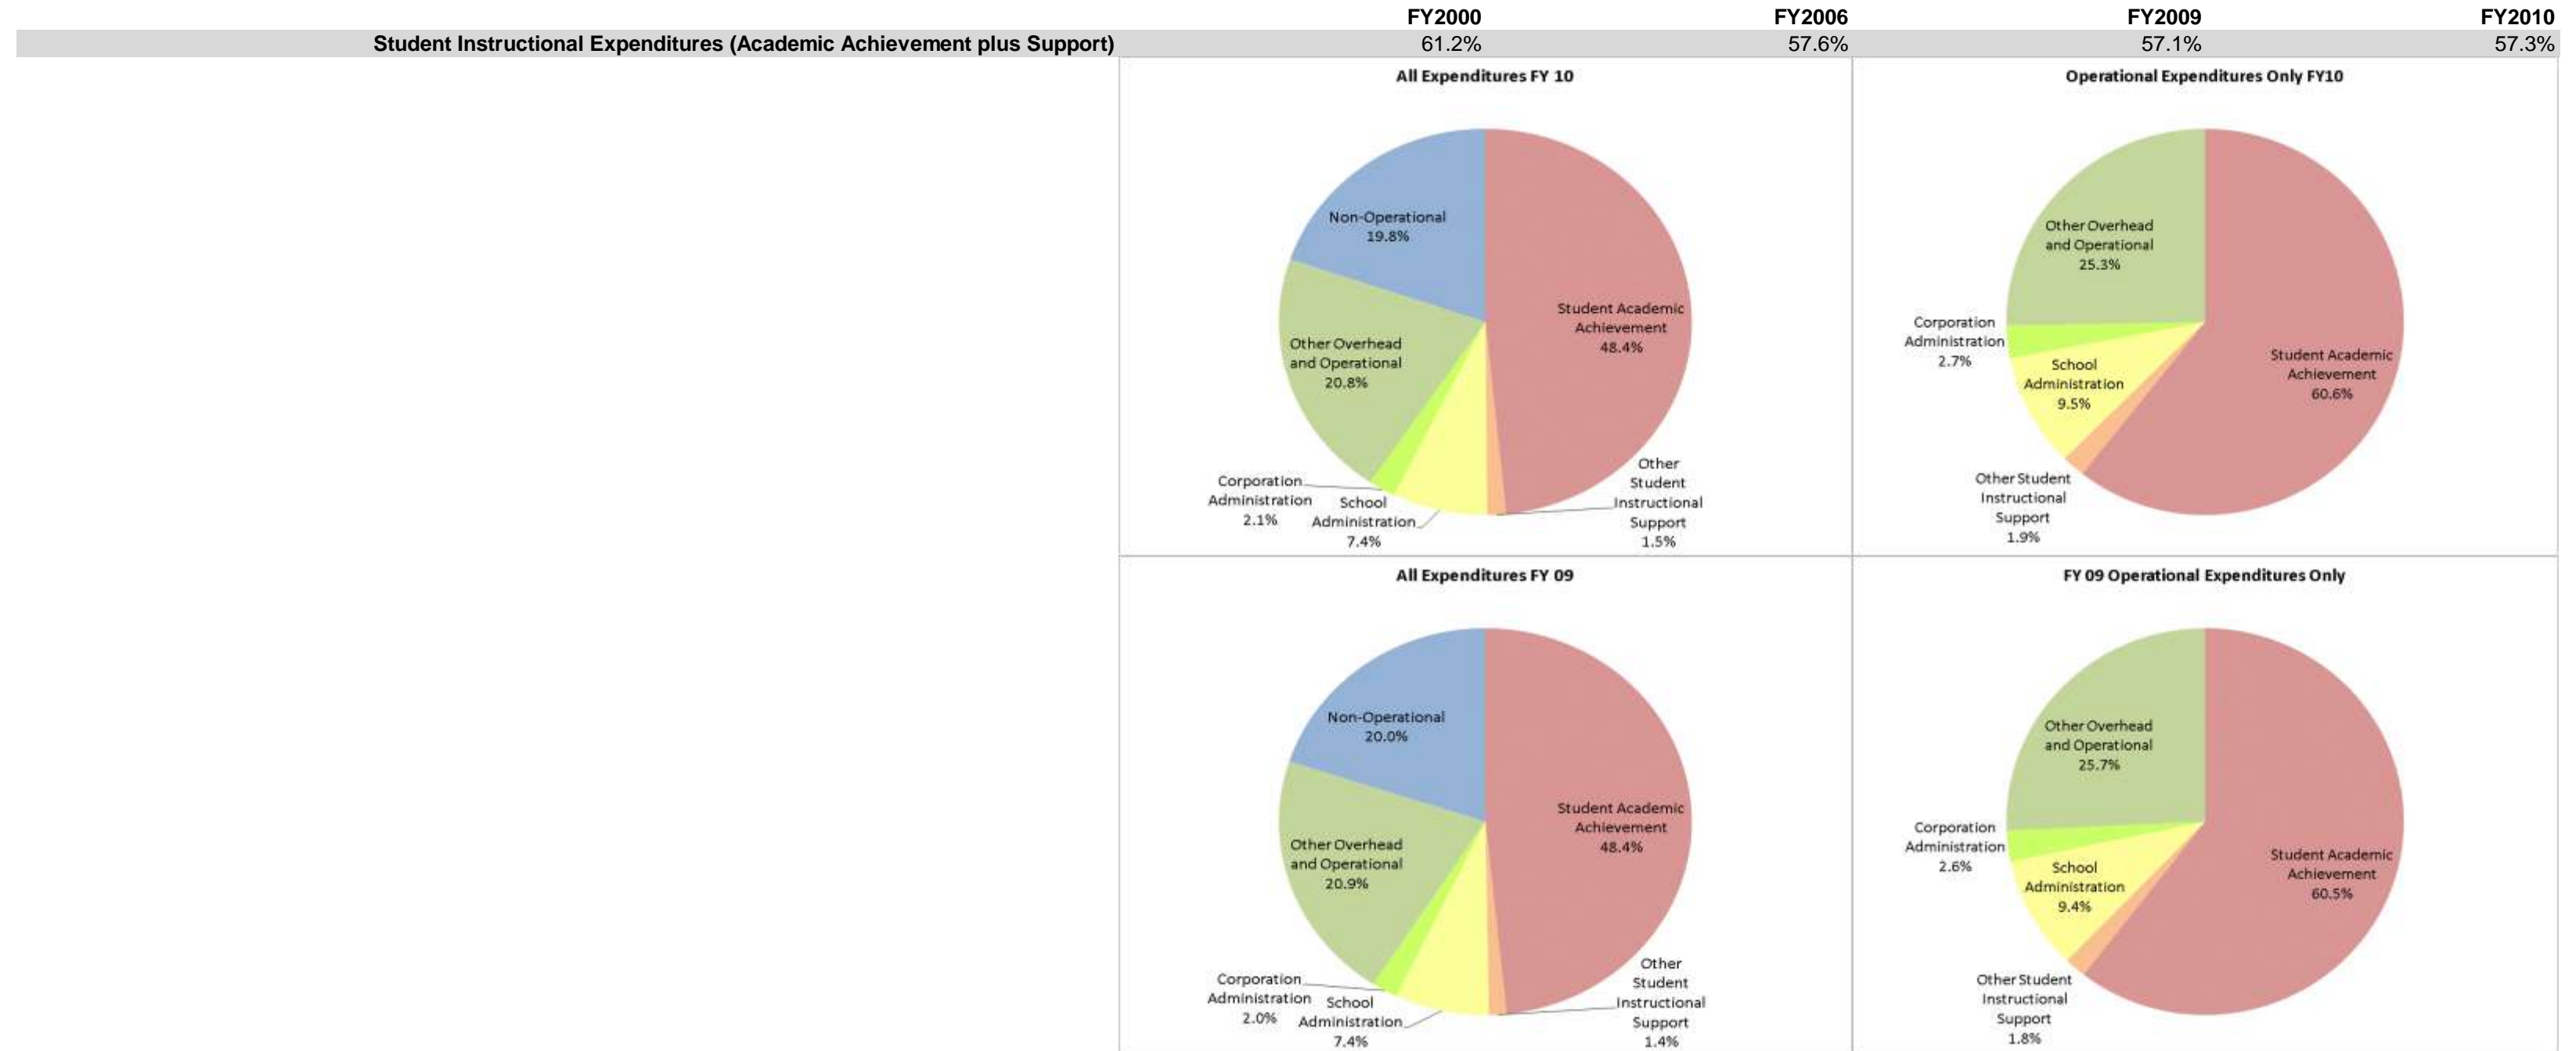 FY2000 FY2006 FY2009 FY2010
Student Instructional Expenditures (Academic Achievement plus Support) 61.2% 57.6% 57.1% 57.3%
All Expenditures FY 10
Non-Operational
19.8%
Student Academic
Achievement
48.4%
Other Overhead
and Operational
20.8%
Corporation
Administration
2.1%
School
Administration
7.4%
Other
Student
Instructional
Support
1.5%
Operational Expenditures Only FY10
Other Overhead
and Operational
25.3%
Corporation
Administration
2.7%
School
Administration
9.5%
Student Academic
Achievement
60.6%
Other Student
Instructional
Support
1.9%
All Expenditures FY 09
Non-Operational
20.0%
Student Academic
Achievement
48.4%
Other Overhead
and Operational
20.9%
Corporation
Administration
2.0%
School
Administration
7.4%
Other
Student
Instructional
Support
1.4%
FY 09 Operational Expenditures Only
Other Overhead
and Operational
25.7%
Corporation
Administration
2.6%
School
Administration
9.4%
Student Academic
Achievement
60.5%
Other Student
Instructional
Support
1.8%